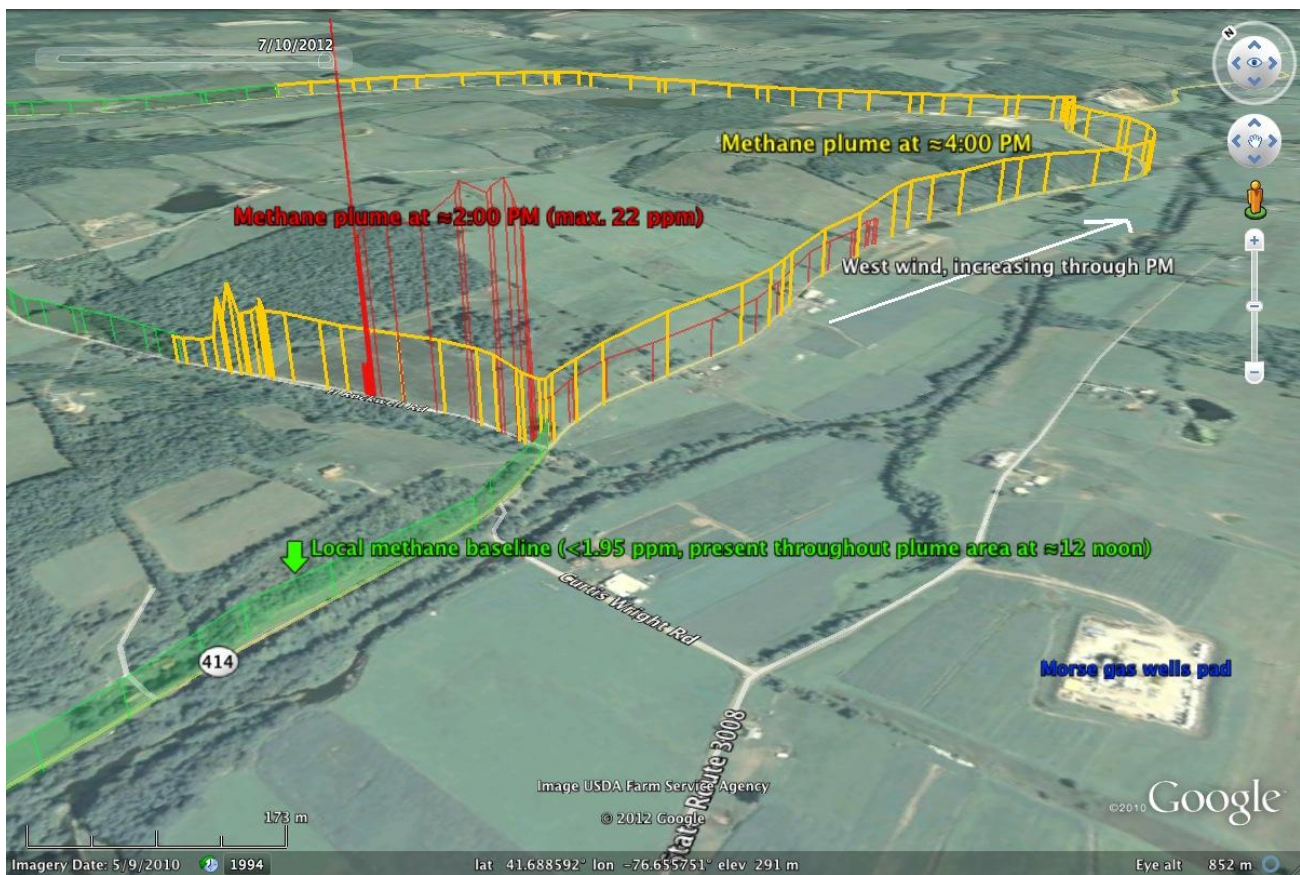 7/10/2012
N
Methane plume at ≈4:00 PM
Methane plume at ≈2:00 PM (max. 22 ppm)
West wind, increasing through PM
Rockwell Rd
Local methane baseline (<1.95 ppm, present throughout plume area at ≈12 noon)
Curtis Wright Rd
414
Morse gas wells pad
State Route 3008
Image USDA Farm Service Agency
© 2012 Google
©2010 Google
173 m
Imagery Date: 5/9/2010 1994 lat 41.688592° lon -76.655751° elev 291 m Eye alt 852 m